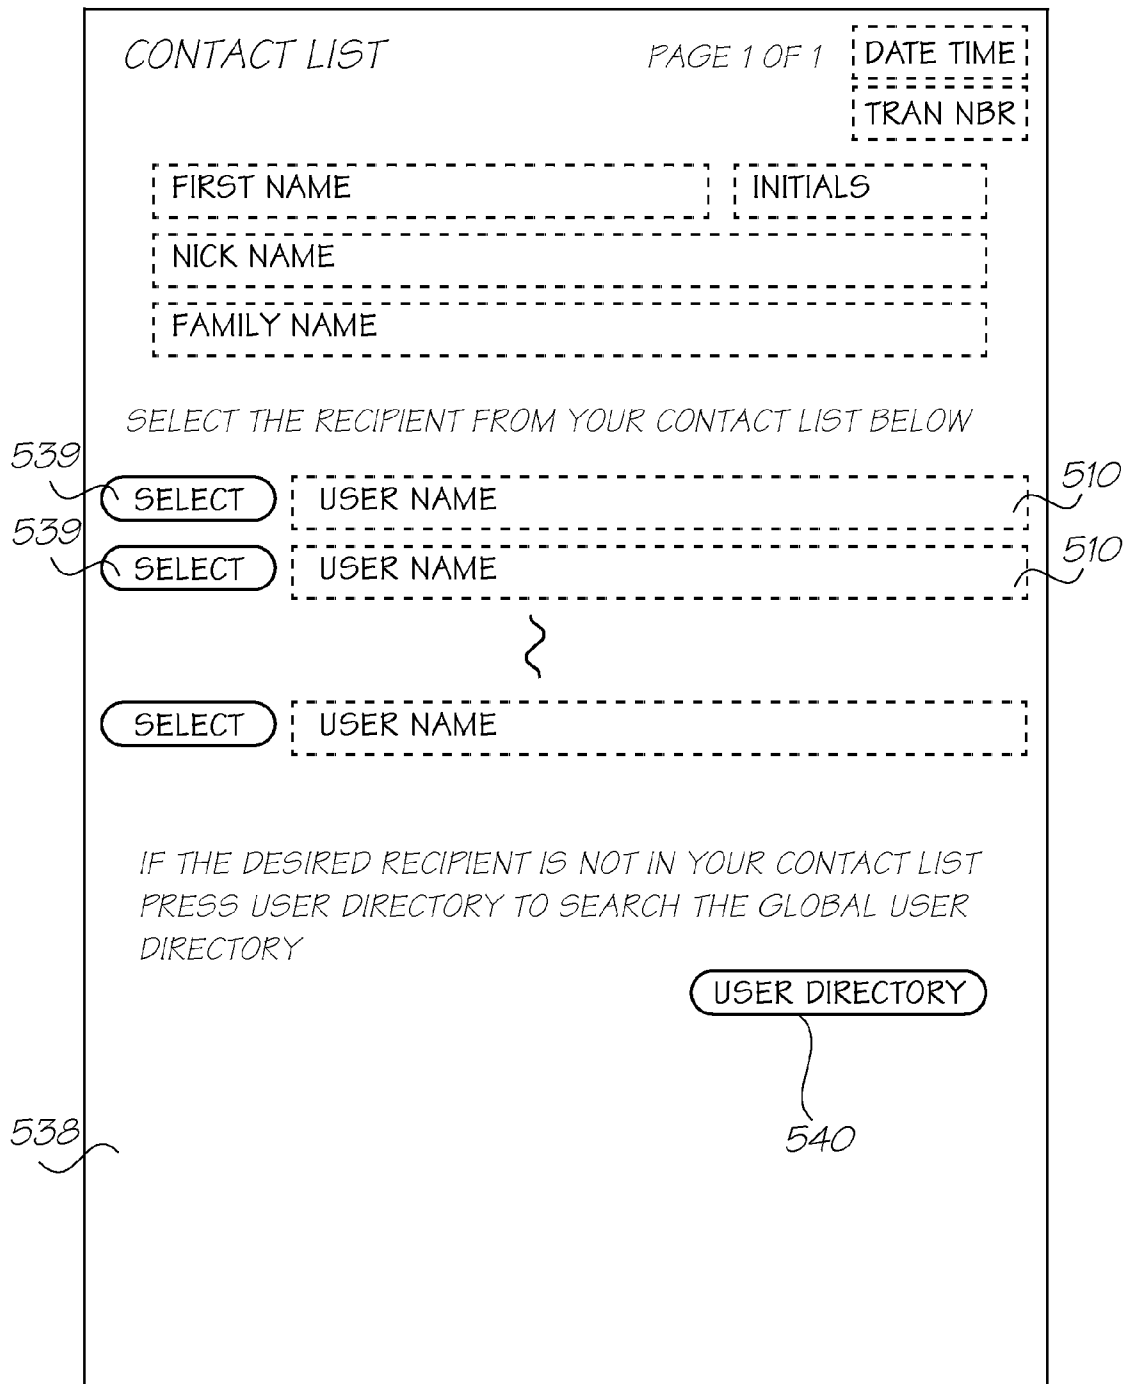 CONTACT LIST PAGE 1 OF 1 DATE TIME
TRAN NBR
FIRST NAME INITIALS
NICK NAME
FAMILY NAME
SELECT THE RECIPIENT FROM YOUR CONTACT LIST BELOW
539 SELECT USER NAME 510
539 SELECT USER NAME 510
SELECT USER NAME
IF THE DESIRED RECIPIENT IS NOT IN YOUR CONTACT LIST
PRESS USER DIRECTORY TO SEARCH THE GLOBAL USER
DIRECTORY
USER DIRECTORY
538 540